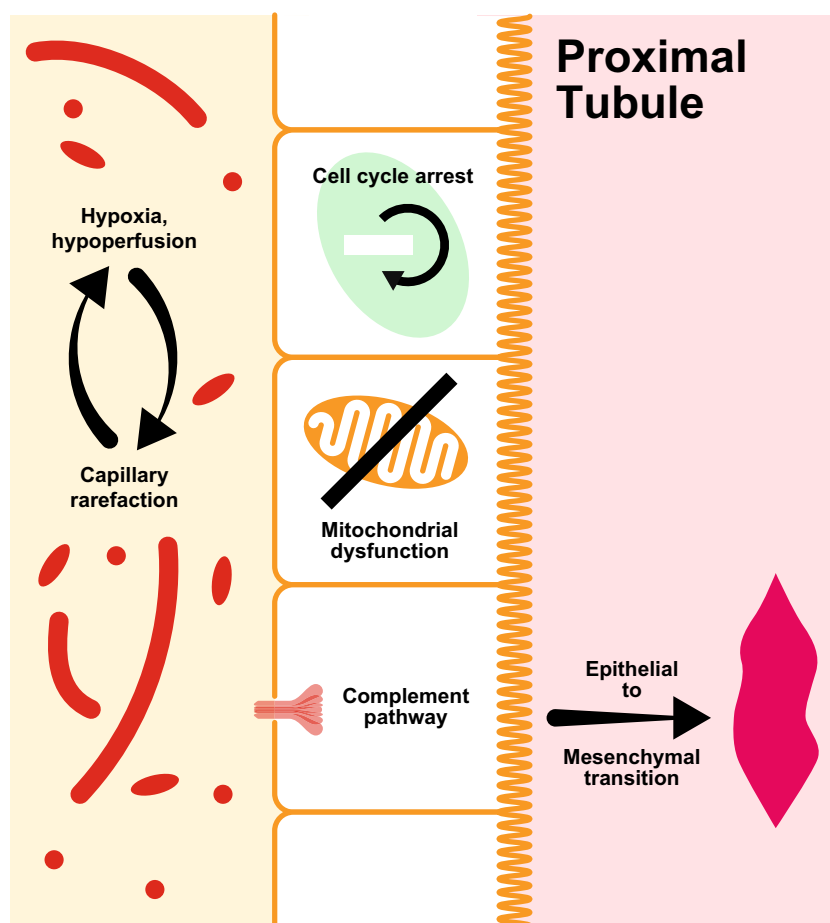 Proximal
Tubule
Cell cycle arrest
Hypoxia,
hypoperfusion
Capillary
rarefaction
Mitochondrial
dysfunction
Complement
pathway
Epithelial
to
Mesenchymal
transition